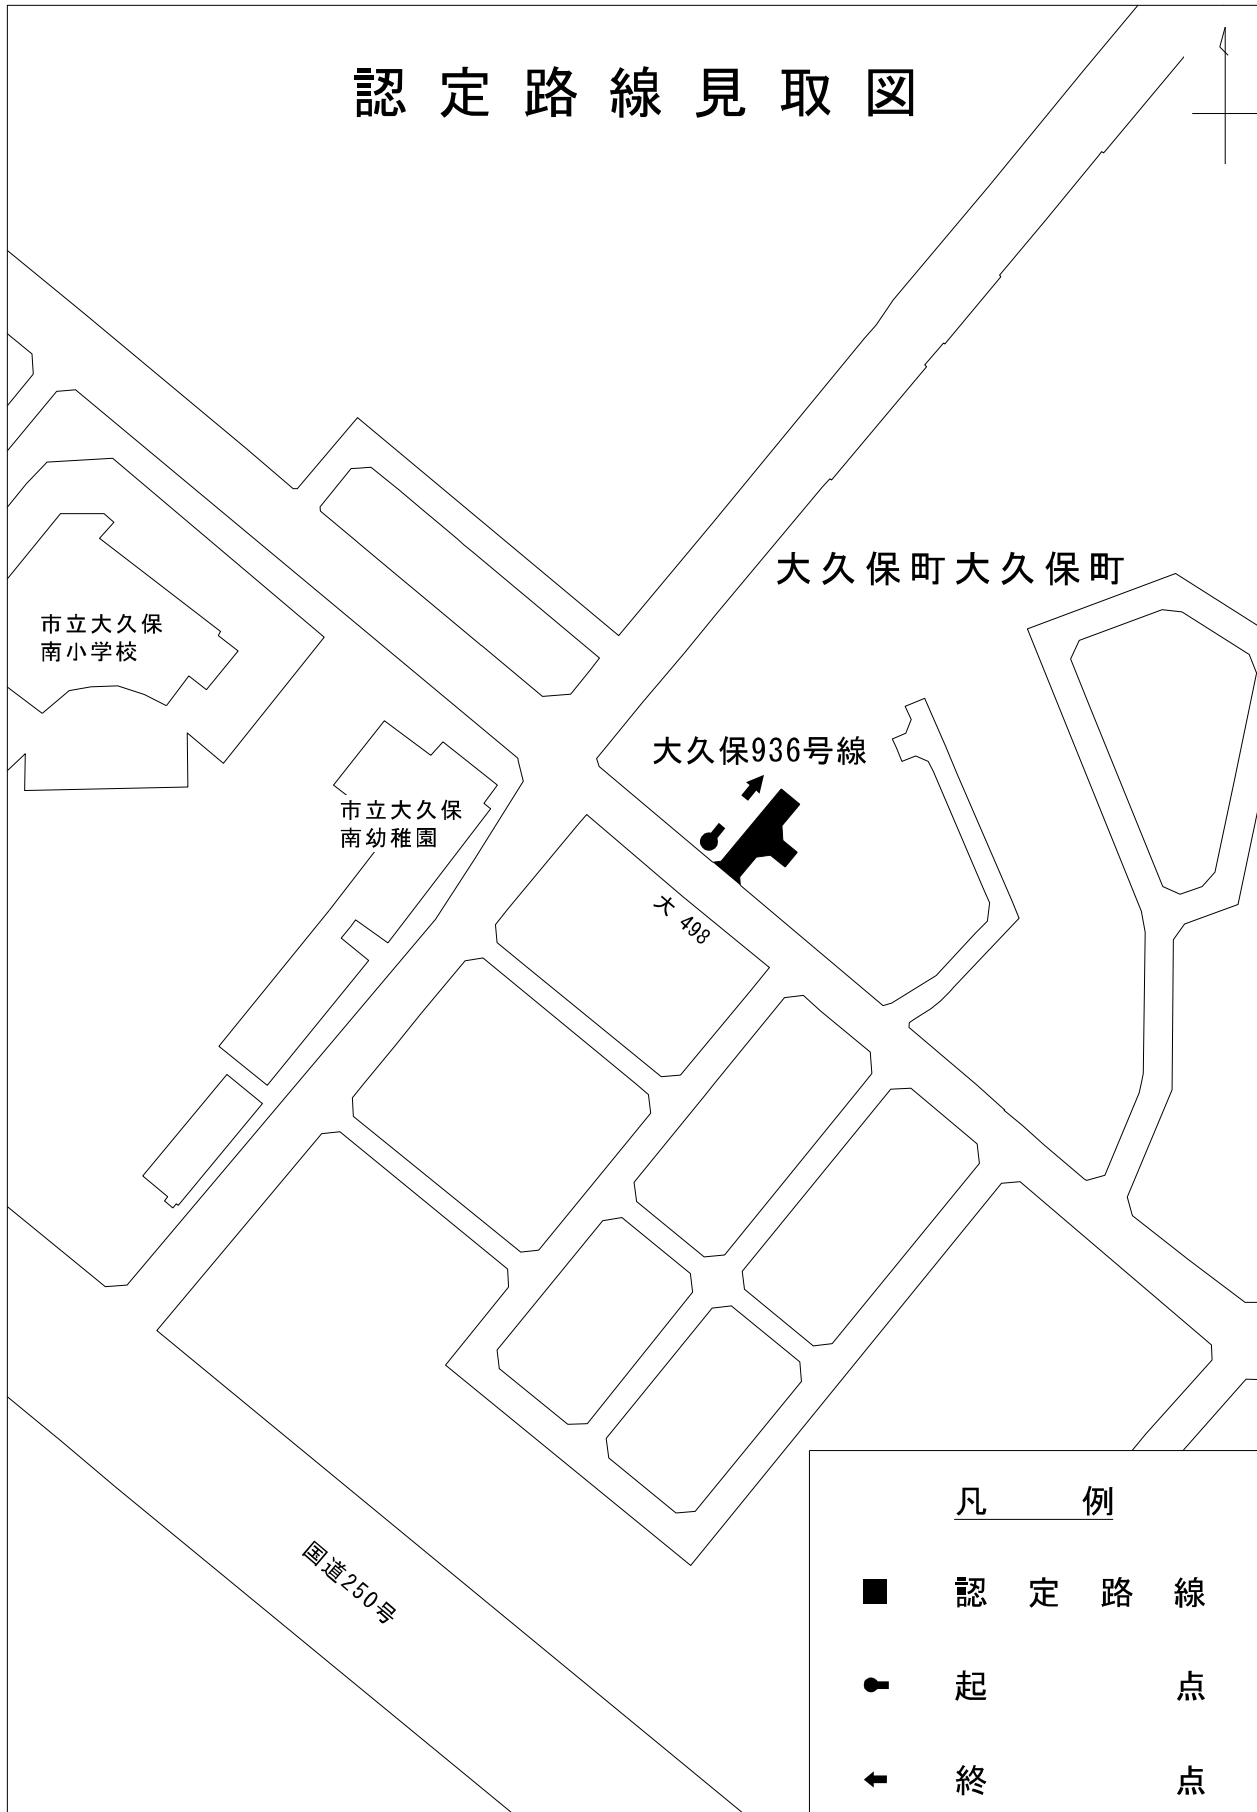 認定路線見取図
大久保町大久保町
市立大久保
南小学校
大久保936号線
市立大久保
南幼稚園
大 498
国道250号
凡例
認定路線
起点
終点